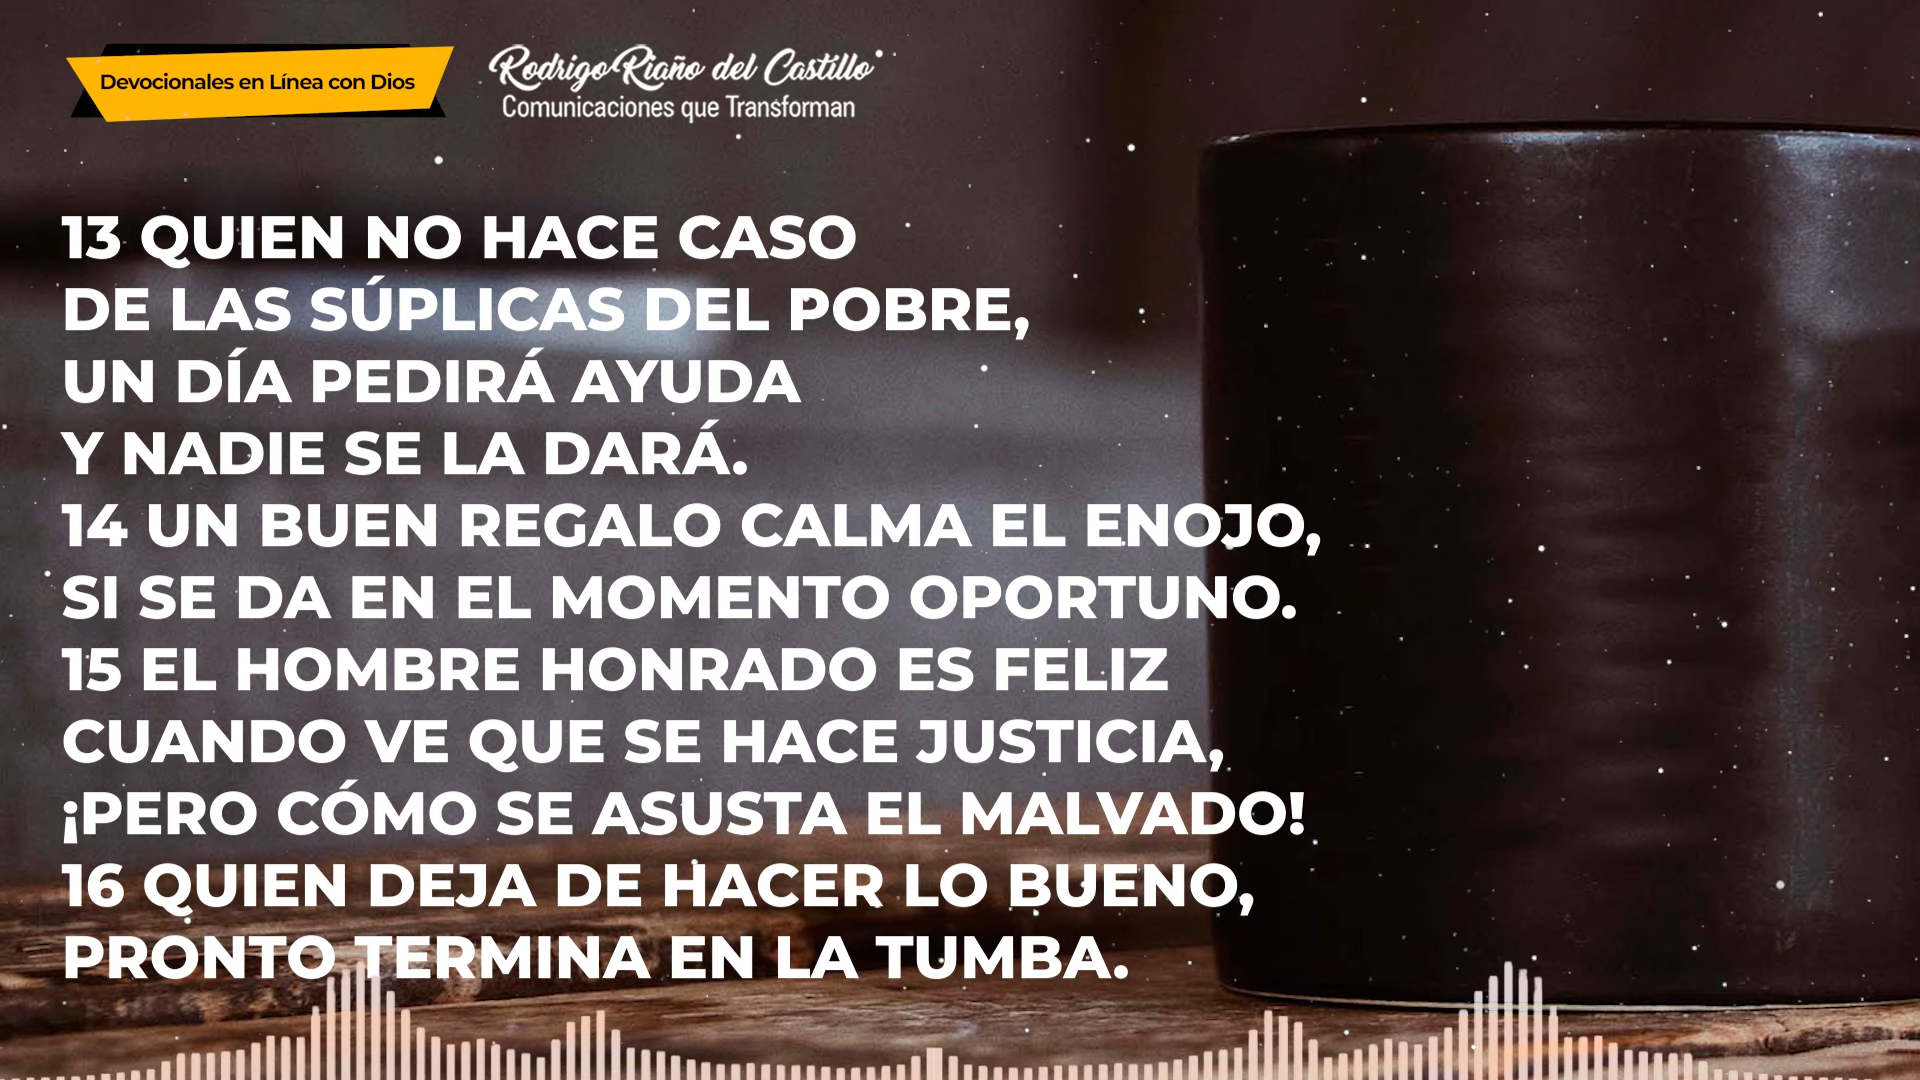 Devocionales en Línea con Dios
Rodrigo Riaño del Castillo
Comunicaciones que Transforman
13 QUIEN NO HACE CASO
DE LAS SÚPLICAS DEL POBRE,
UN DÍA PEDIRÁ AYUDA
Y NADIE SE LA DARÁ.
14 UN BUEN REGALO CALMA EL ENOJO,
SI SE DA EN EL MOMENTO OPORTUNO.
15 EL HOMBRE HONRADO ES FELIZ
CUANDO VE QUE SE HACE JUSTICIA,
¡PERO CÓMO SE ASUSTA EL MALVADO!
16 QUIEN DEJA DE HACER LO BUENO,
PRONTO TERMINA EN LA TUMBA.